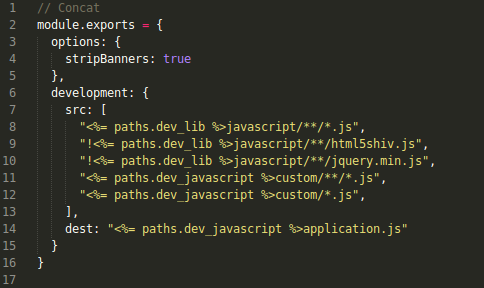 1 // Concat
2 module.exports = {
3   options: {
4     stripBanners: true
5   },
6   development: {
7     src: [
8       "<%= paths.dev_lib %>javascript/**/*.js",
9       "!<%= paths.dev_lib %>javascript/**/html5shiv.js",
10       "!<%= paths.dev_lib %>javascript/**/jquery.min.js",
11       "<%= paths.dev_javascript %>custom/**/*.js",
12       "<%= paths.dev_javascript %>custom/*.js",
13     ],
14     dest: "<%= paths.dev_javascript %>application.js"
15   }
16 }
17